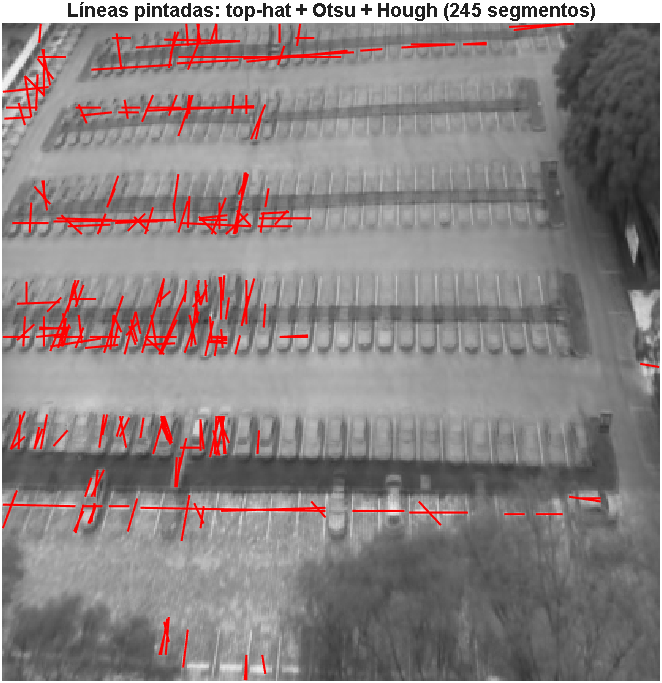 Líneas pintadas: top-hat + Otsu + Hough (245 segmentos)